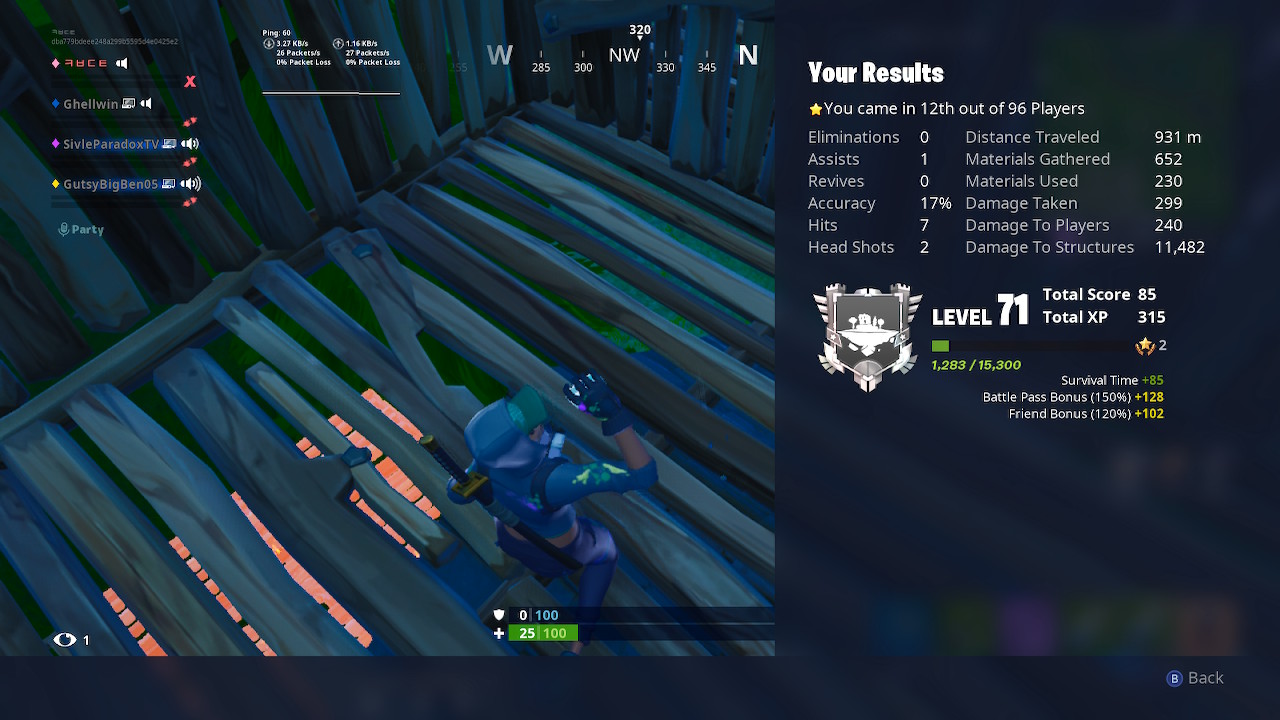 ㅋㅂㄷㅌ
dba779bdeee248a299b5595d4e0425e2
ㅋㅂㄷㅌ
X
Ghellwin
SivleParadoxTV
GutsyBigBen05
Party
Ping: 60
3.27 KB/s 1.16 KB/s
26 Packets/s 27 Packets/s
0% Packet Loss 0% Packet Loss
320
255 W 285 300 NW 330 345 N
0 | 100
25 | 100
1
Your Results
You came in 12th out of 96 Players
Eliminations 0 Distance Traveled 931 m
Assists 1 Materials Gathered 652
Revives 0 Materials Used 230
Accuracy 17% Damage Taken 299
Hits 7 Damage To Players 240
Head Shots 2 Damage To Structures 11,482
LEVEL 71
Total Score 85
Total XP 315
2
1,283 / 15,300
Survival Time +85
Battle Pass Bonus (150%) +128
Friend Bonus (120%) +102
B Back